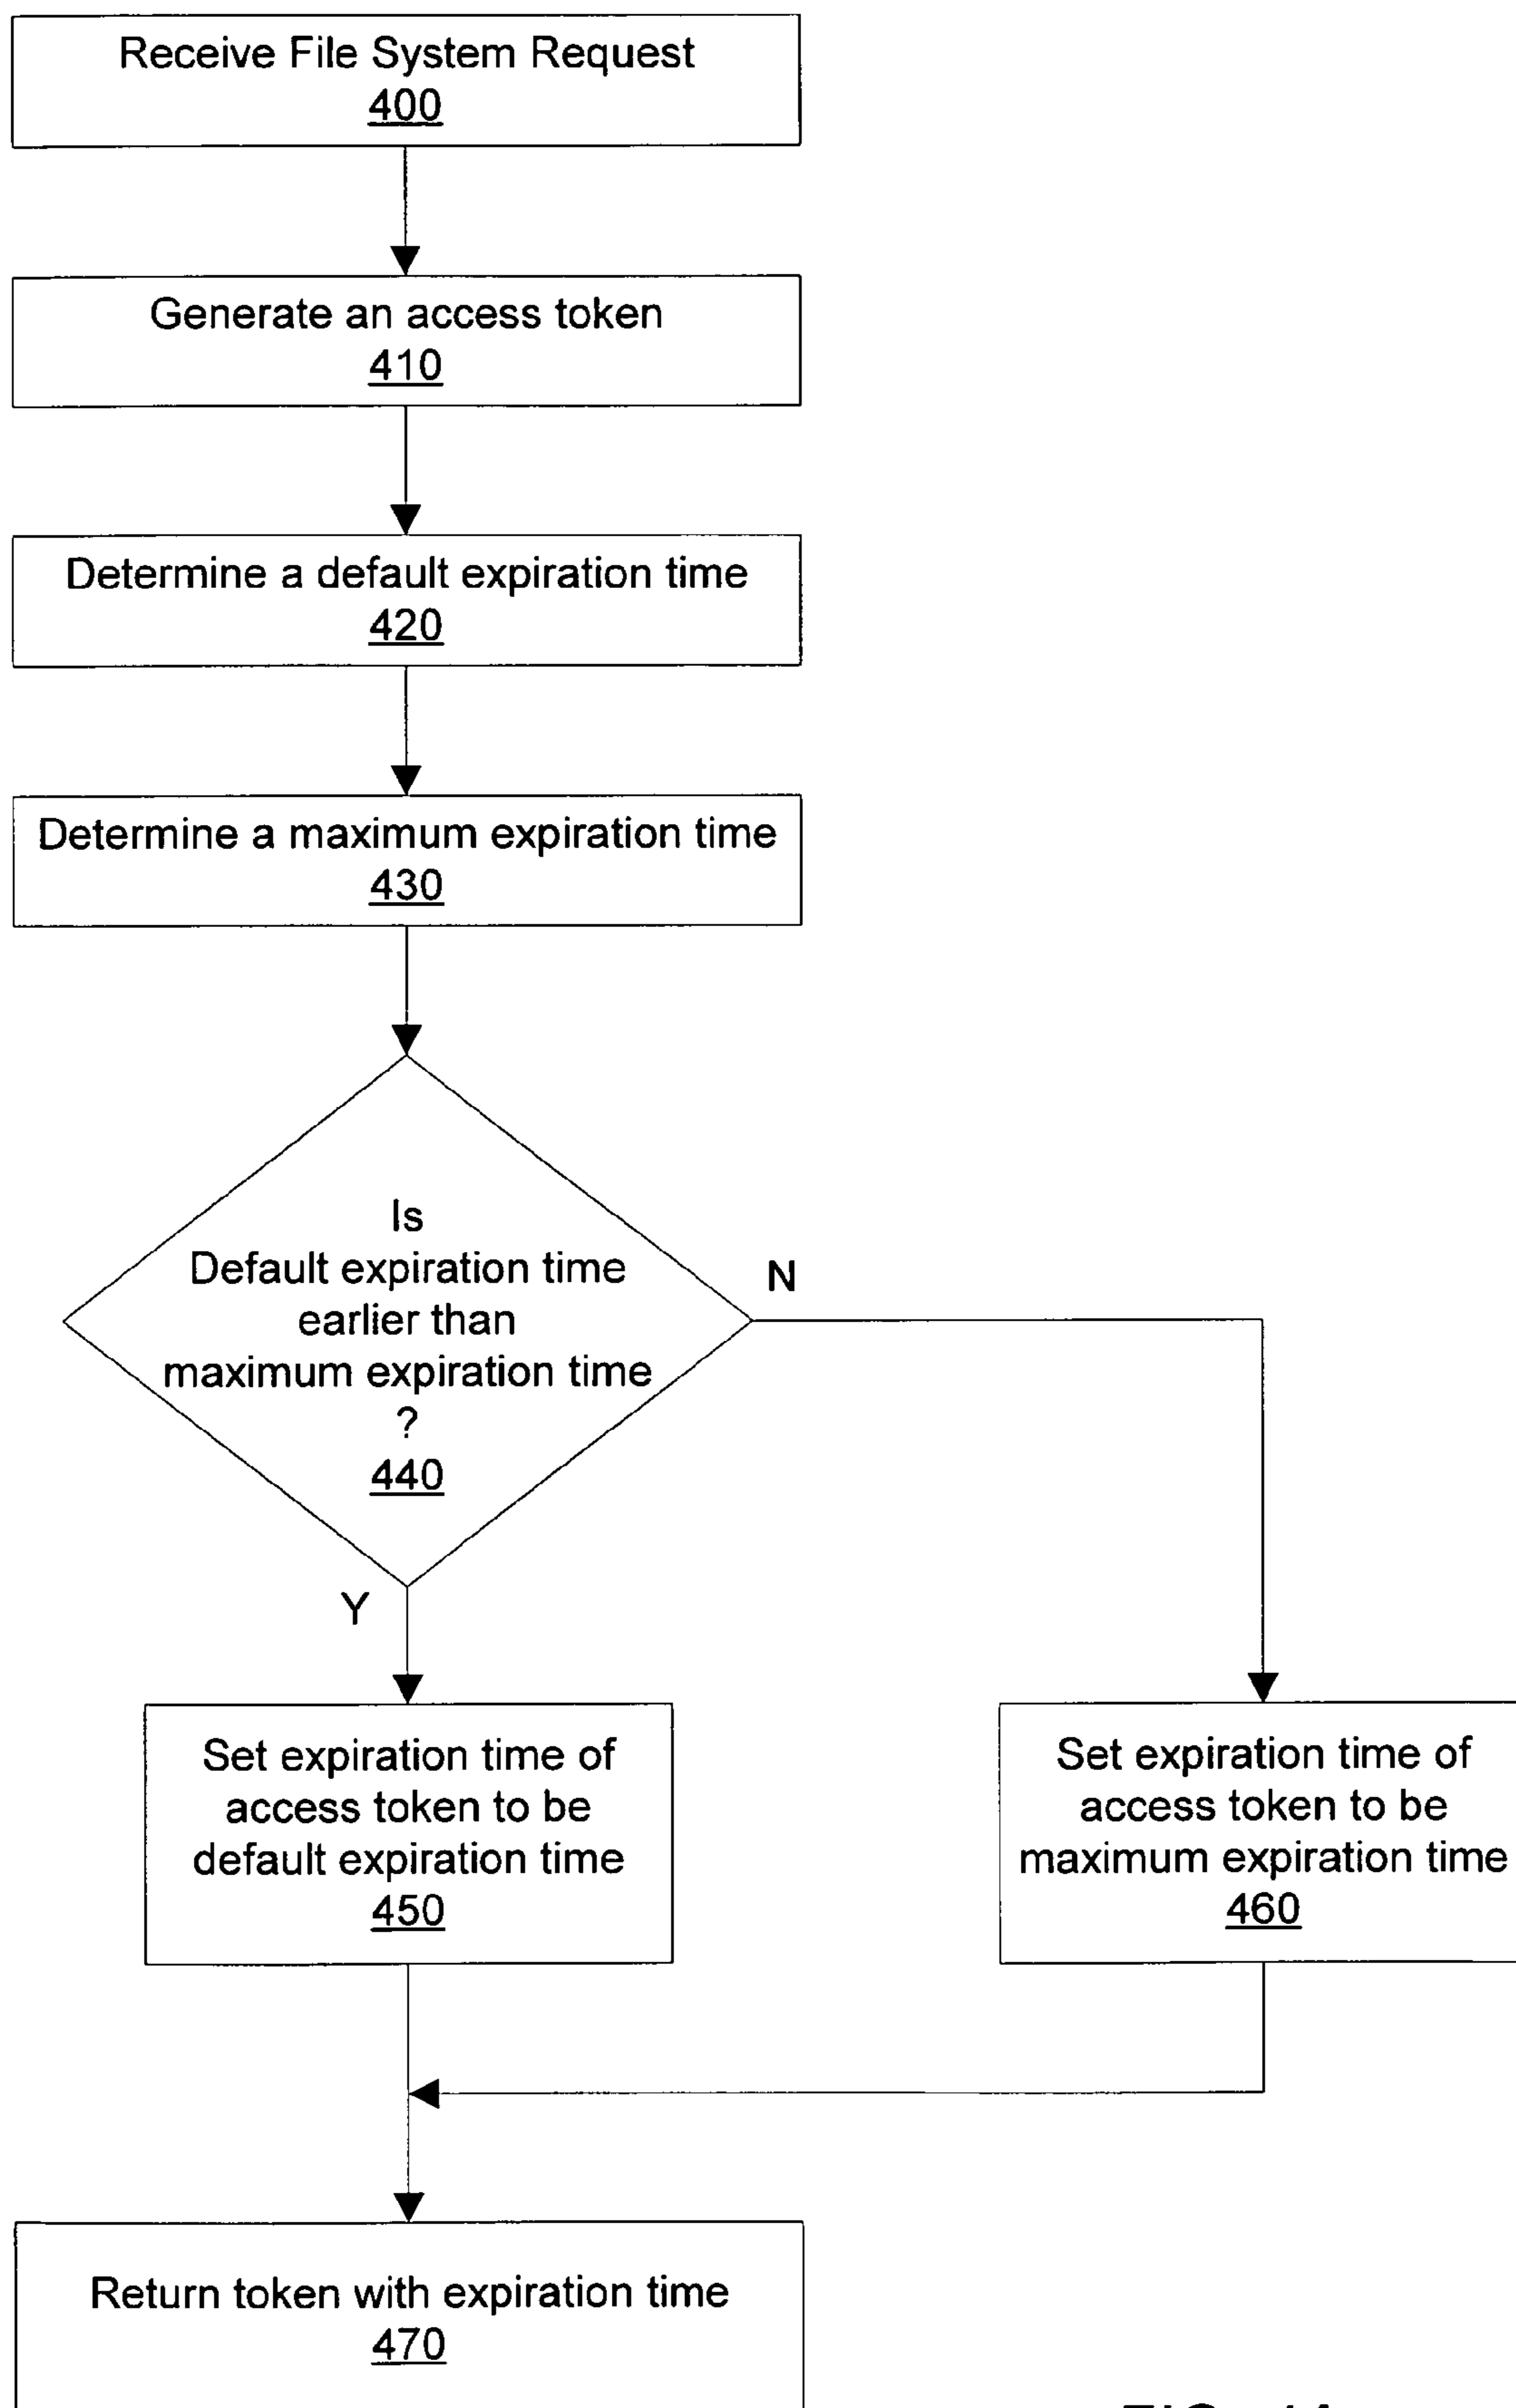 Receive File System Request
400
Generate an access token
410
Determine a default expiration time
420
Determine a maximum expiration time
430
Is
Default expiration time
earlier than
maximum expiration time
?
440
N
Y
Set expiration time of
access token to be
default expiration time
450
Set expiration time of
access token to be
maximum expiration time
460
Return token with expiration time
470